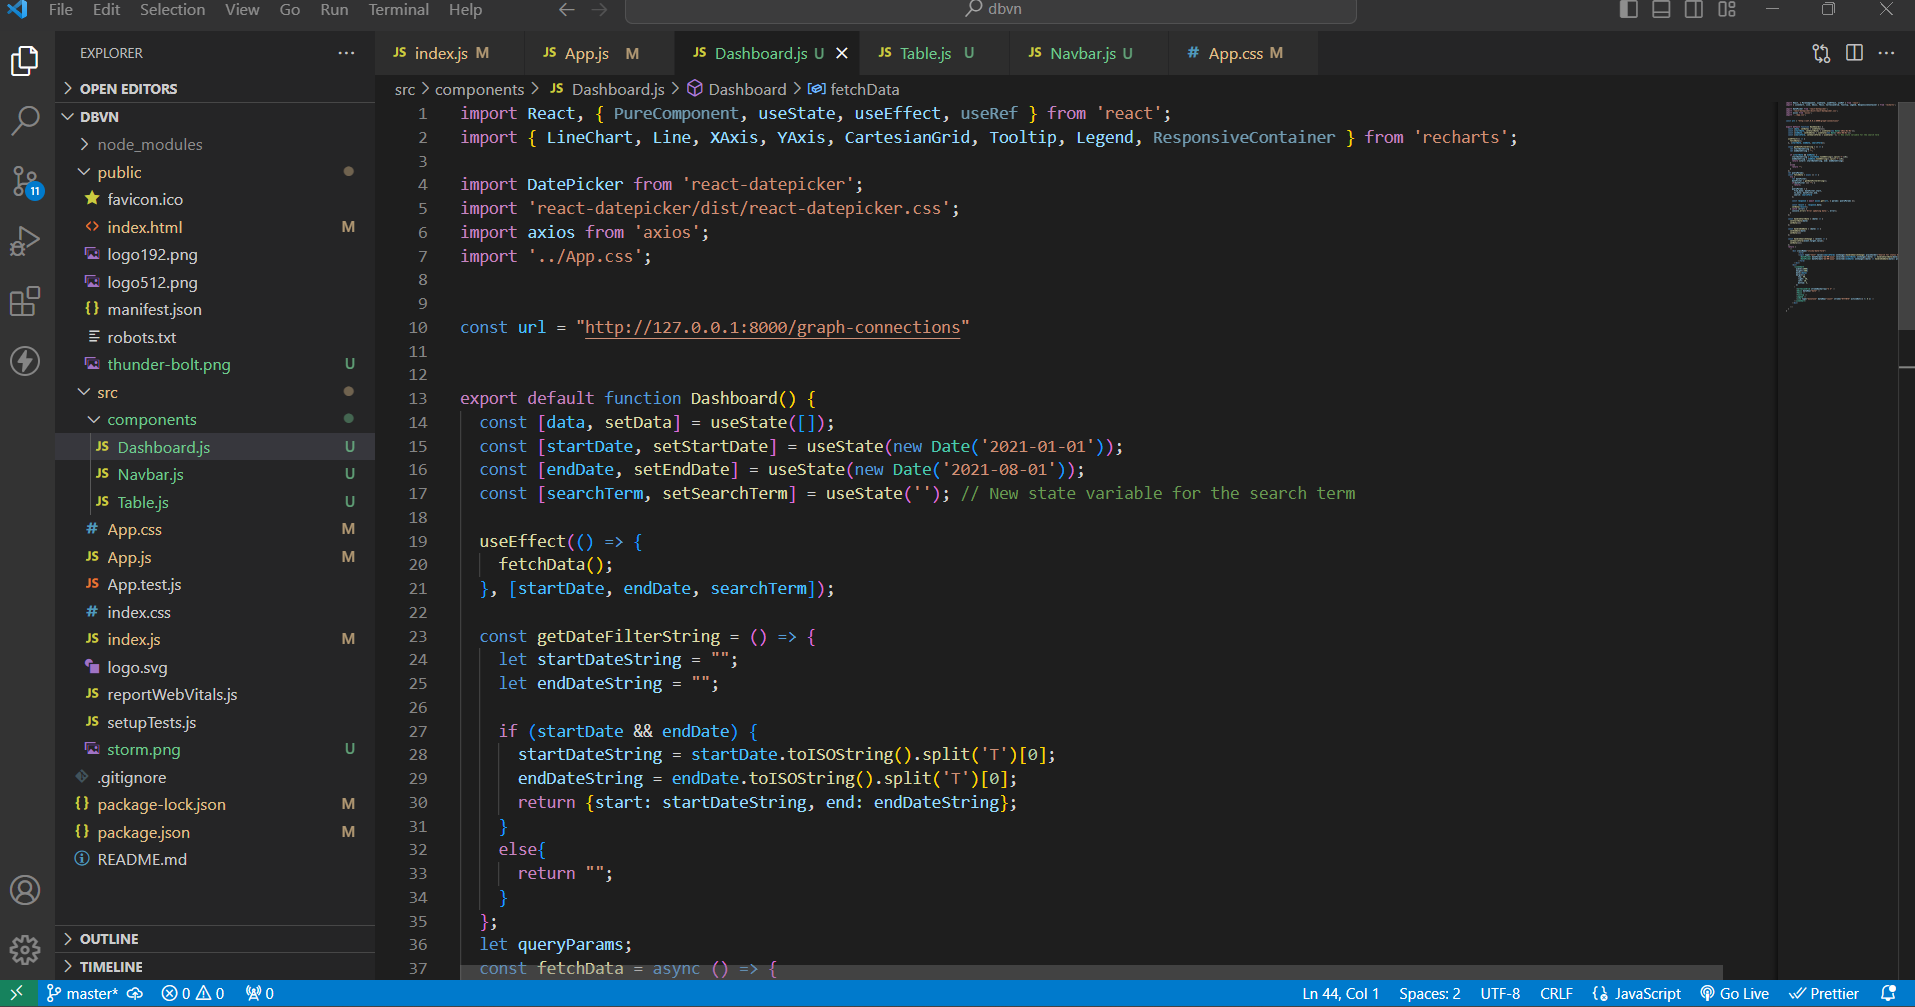 File Edit Selection View Go Run Terminal Help
dbvn
EXPLORER
OPEN EDITORS
DBVN
node_modules
public
favicon.ico
index.html M
logo192.png
logo512.png
manifest.json
robots.txt
thunder-bolt.png U
src
components
Dashboard.js U
Navbar.js U
Table.js U
App.css M
App.js M
App.test.js
index.css
index.js M
logo.svg
reportWebVitals.js
setupTests.js
storm.png U
.gitignore
package-lock.json M
package.json M
README.md
OUTLINE
TIMELINE
11
JS index.js M JS App.js M JS Dashboard.js U JS Table.js U JS Navbar.js U # App.css M
src > components > JS Dashboard.js > Dashboard > fetchData
1 import React, { PureComponent, useState, useEffect, useRef } from 'react';
2 import { LineChart, Line, XAxis, YAxis, CartesianGrid, Tooltip, Legend, ResponsiveContainer } from 'recharts';
3
4 import DatePicker from 'react-datepicker';
5 import 'react-datepicker/dist/react-datepicker.css';
6 import axios from 'axios';
7 import '../App.css';
8
9
10 const url = "http://127.0.0.1:8000/graph-connections"
11
12
13 export default function Dashboard() {
14 const [data, setData] = useState([]);
15 const [startDate, setStartDate] = useState(new Date('2021-01-01'));
16 const [endDate, setEndDate] = useState(new Date('2021-08-01'));
17 const [searchTerm, setSearchTerm] = useState(''); // New state variable for the search term
18
19 useEffect(() => {
20 fetchData();
21 }, [startDate, endDate, searchTerm]);
22
23 const getDateFilterString = () => {
24 let startDateString = "";
25 let endDateString = "";
26
27 if (startDate && endDate) {
28 startDateString = startDate.toISOString().split('T')[0];
29 endDateString = endDate.toISOString().split('T')[0];
30 return {start: startDateString, end: endDateString};
31 }
32 else{
33 return "";
34 }
35 };
36 let queryParams;
37 const fetchData = async () => {
master* 0 0 0 Ln 44, Col 1 Spaces: 2 UTF-8 CRLF JavaScript Go Live Prettier